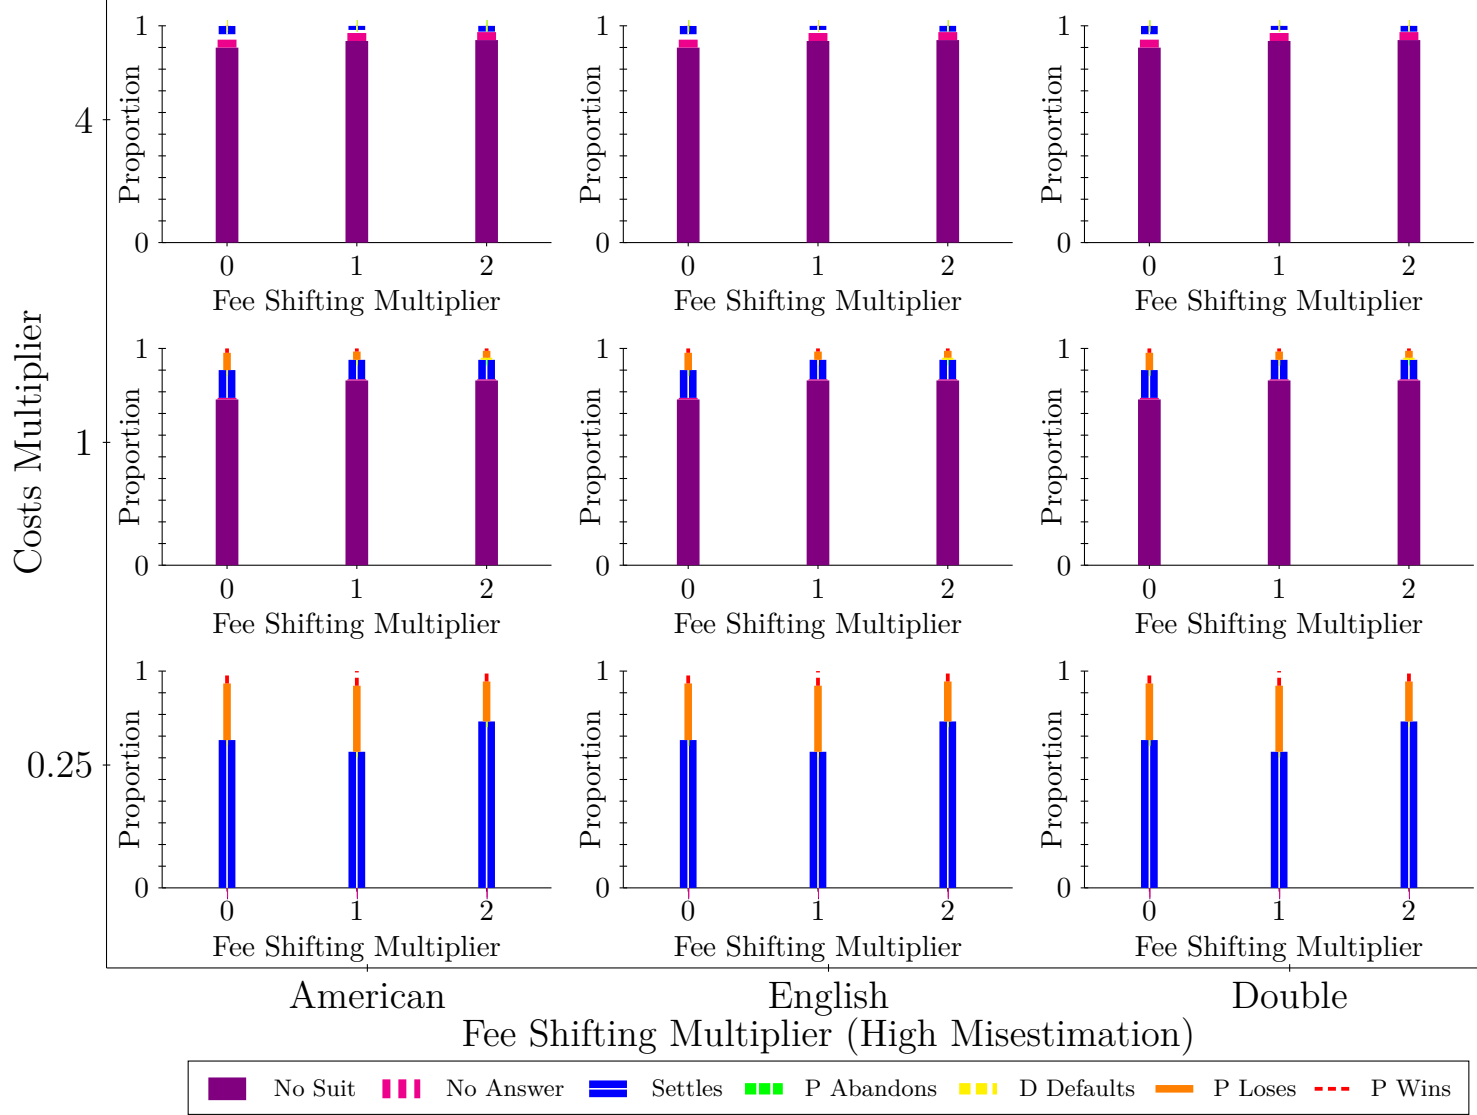 Costs Multiplier
4
Proportion
1
0
0 1 2
Fee Shifting Multiplier
Proportion
1
0
0 1 2
Fee Shifting Multiplier
Proportion
1
0
0 1 2
Fee Shifting Multiplier
1
Proportion
1
0
0 1 2
Fee Shifting Multiplier
Proportion
1
0
0 1 2
Fee Shifting Multiplier
Proportion
1
0
0 1 2
Fee Shifting Multiplier
0.25
Proportion
1
0
0 1 2
Fee Shifting Multiplier
Proportion
1
0
0 1 2
Fee Shifting Multiplier
Proportion
1
0
0 1 2
Fee Shifting Multiplier
American English Double
Fee Shifting Multiplier (High Misestimation)
No Suit No Answer Settles P Abandons D Defaults P Loses P Wins